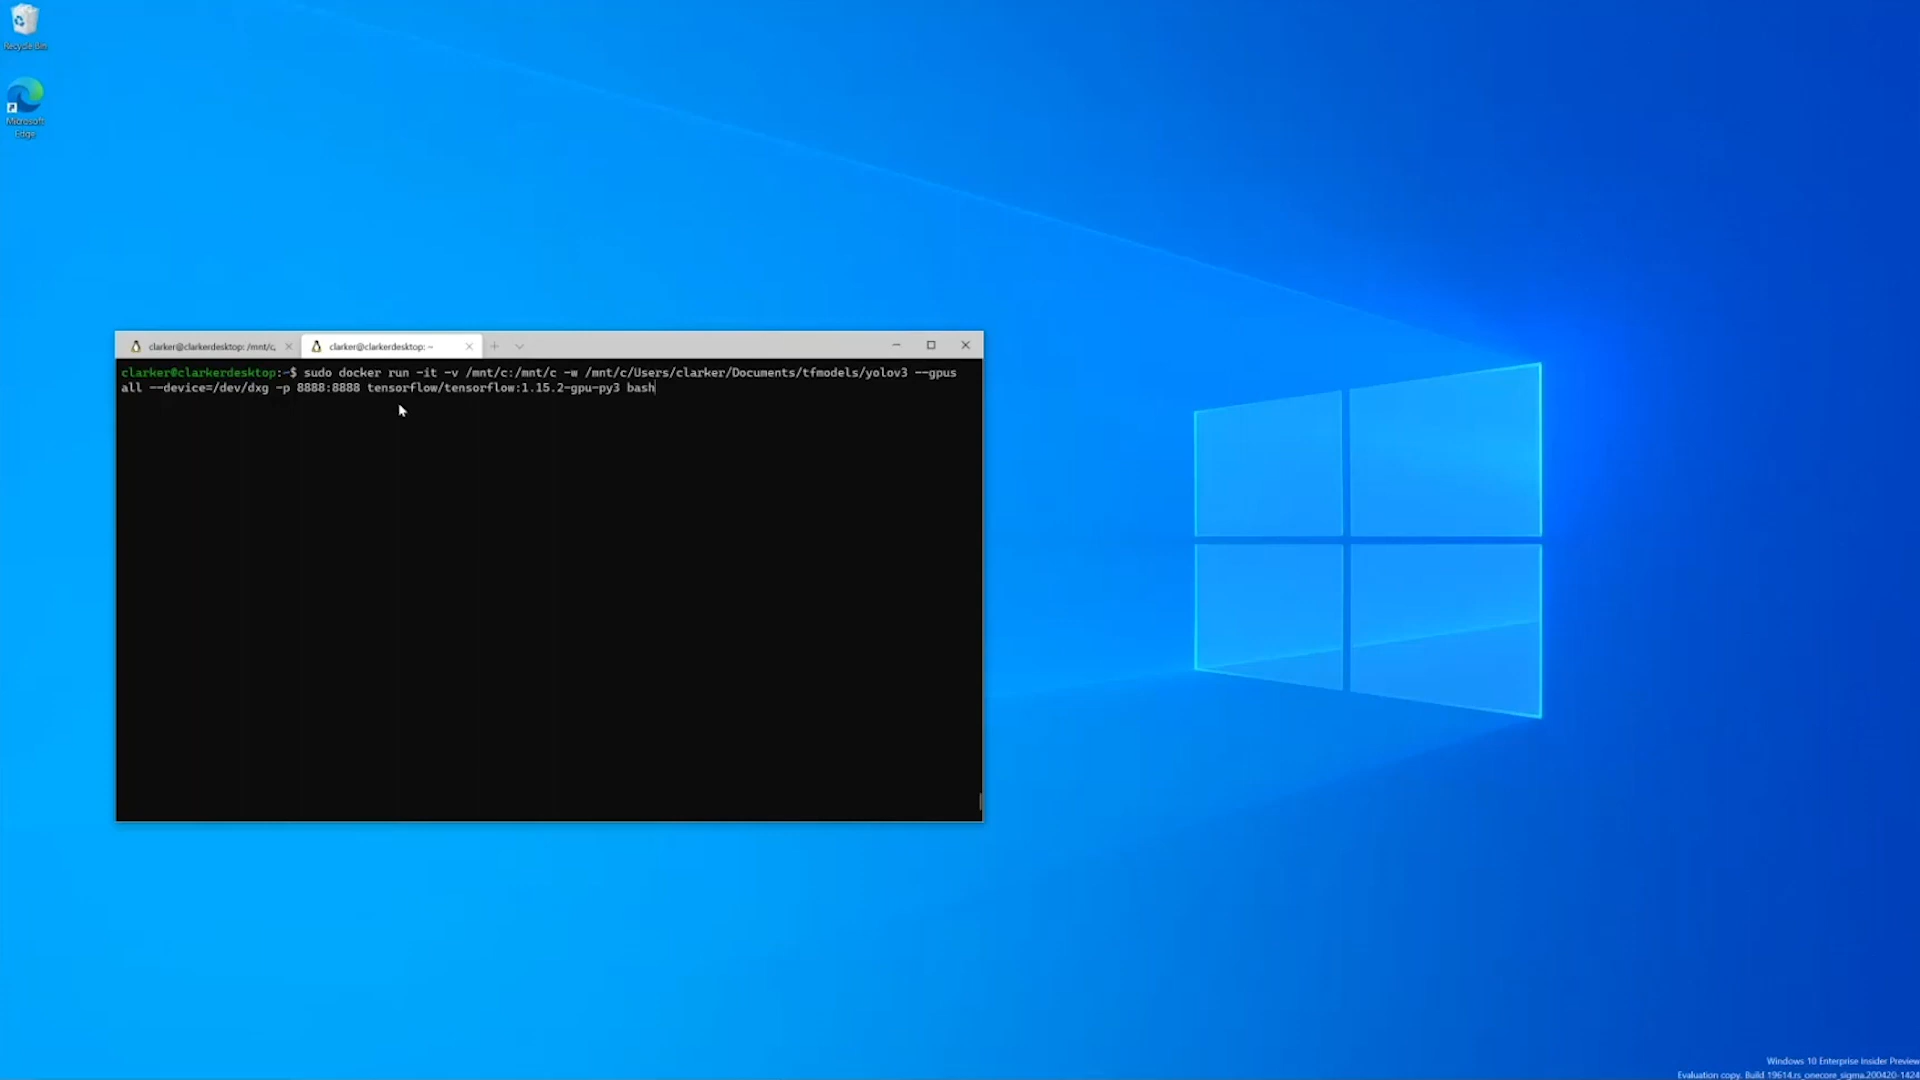 Recycle Bin
Microsoft
Edge
clarker@clarkerdesktop: /mnt/c,
clarker@clarkerdesktop: ~
clarker@clarkerdesktop:~$ sudo docker run -it -v /mnt/c:/mnt/c -w /mnt/c/Users/clarker/Documents/tfmodels/yolov3 --gpus
all --device=/dev/dxg -p 8888:8888 tensorflow/tensorflow:1.15.2-gpu-py3 bash
Windows 10 Enterprise Insider Preview
Evaluation copy. Build 19614.rs_onecore_sigma.200420-1424